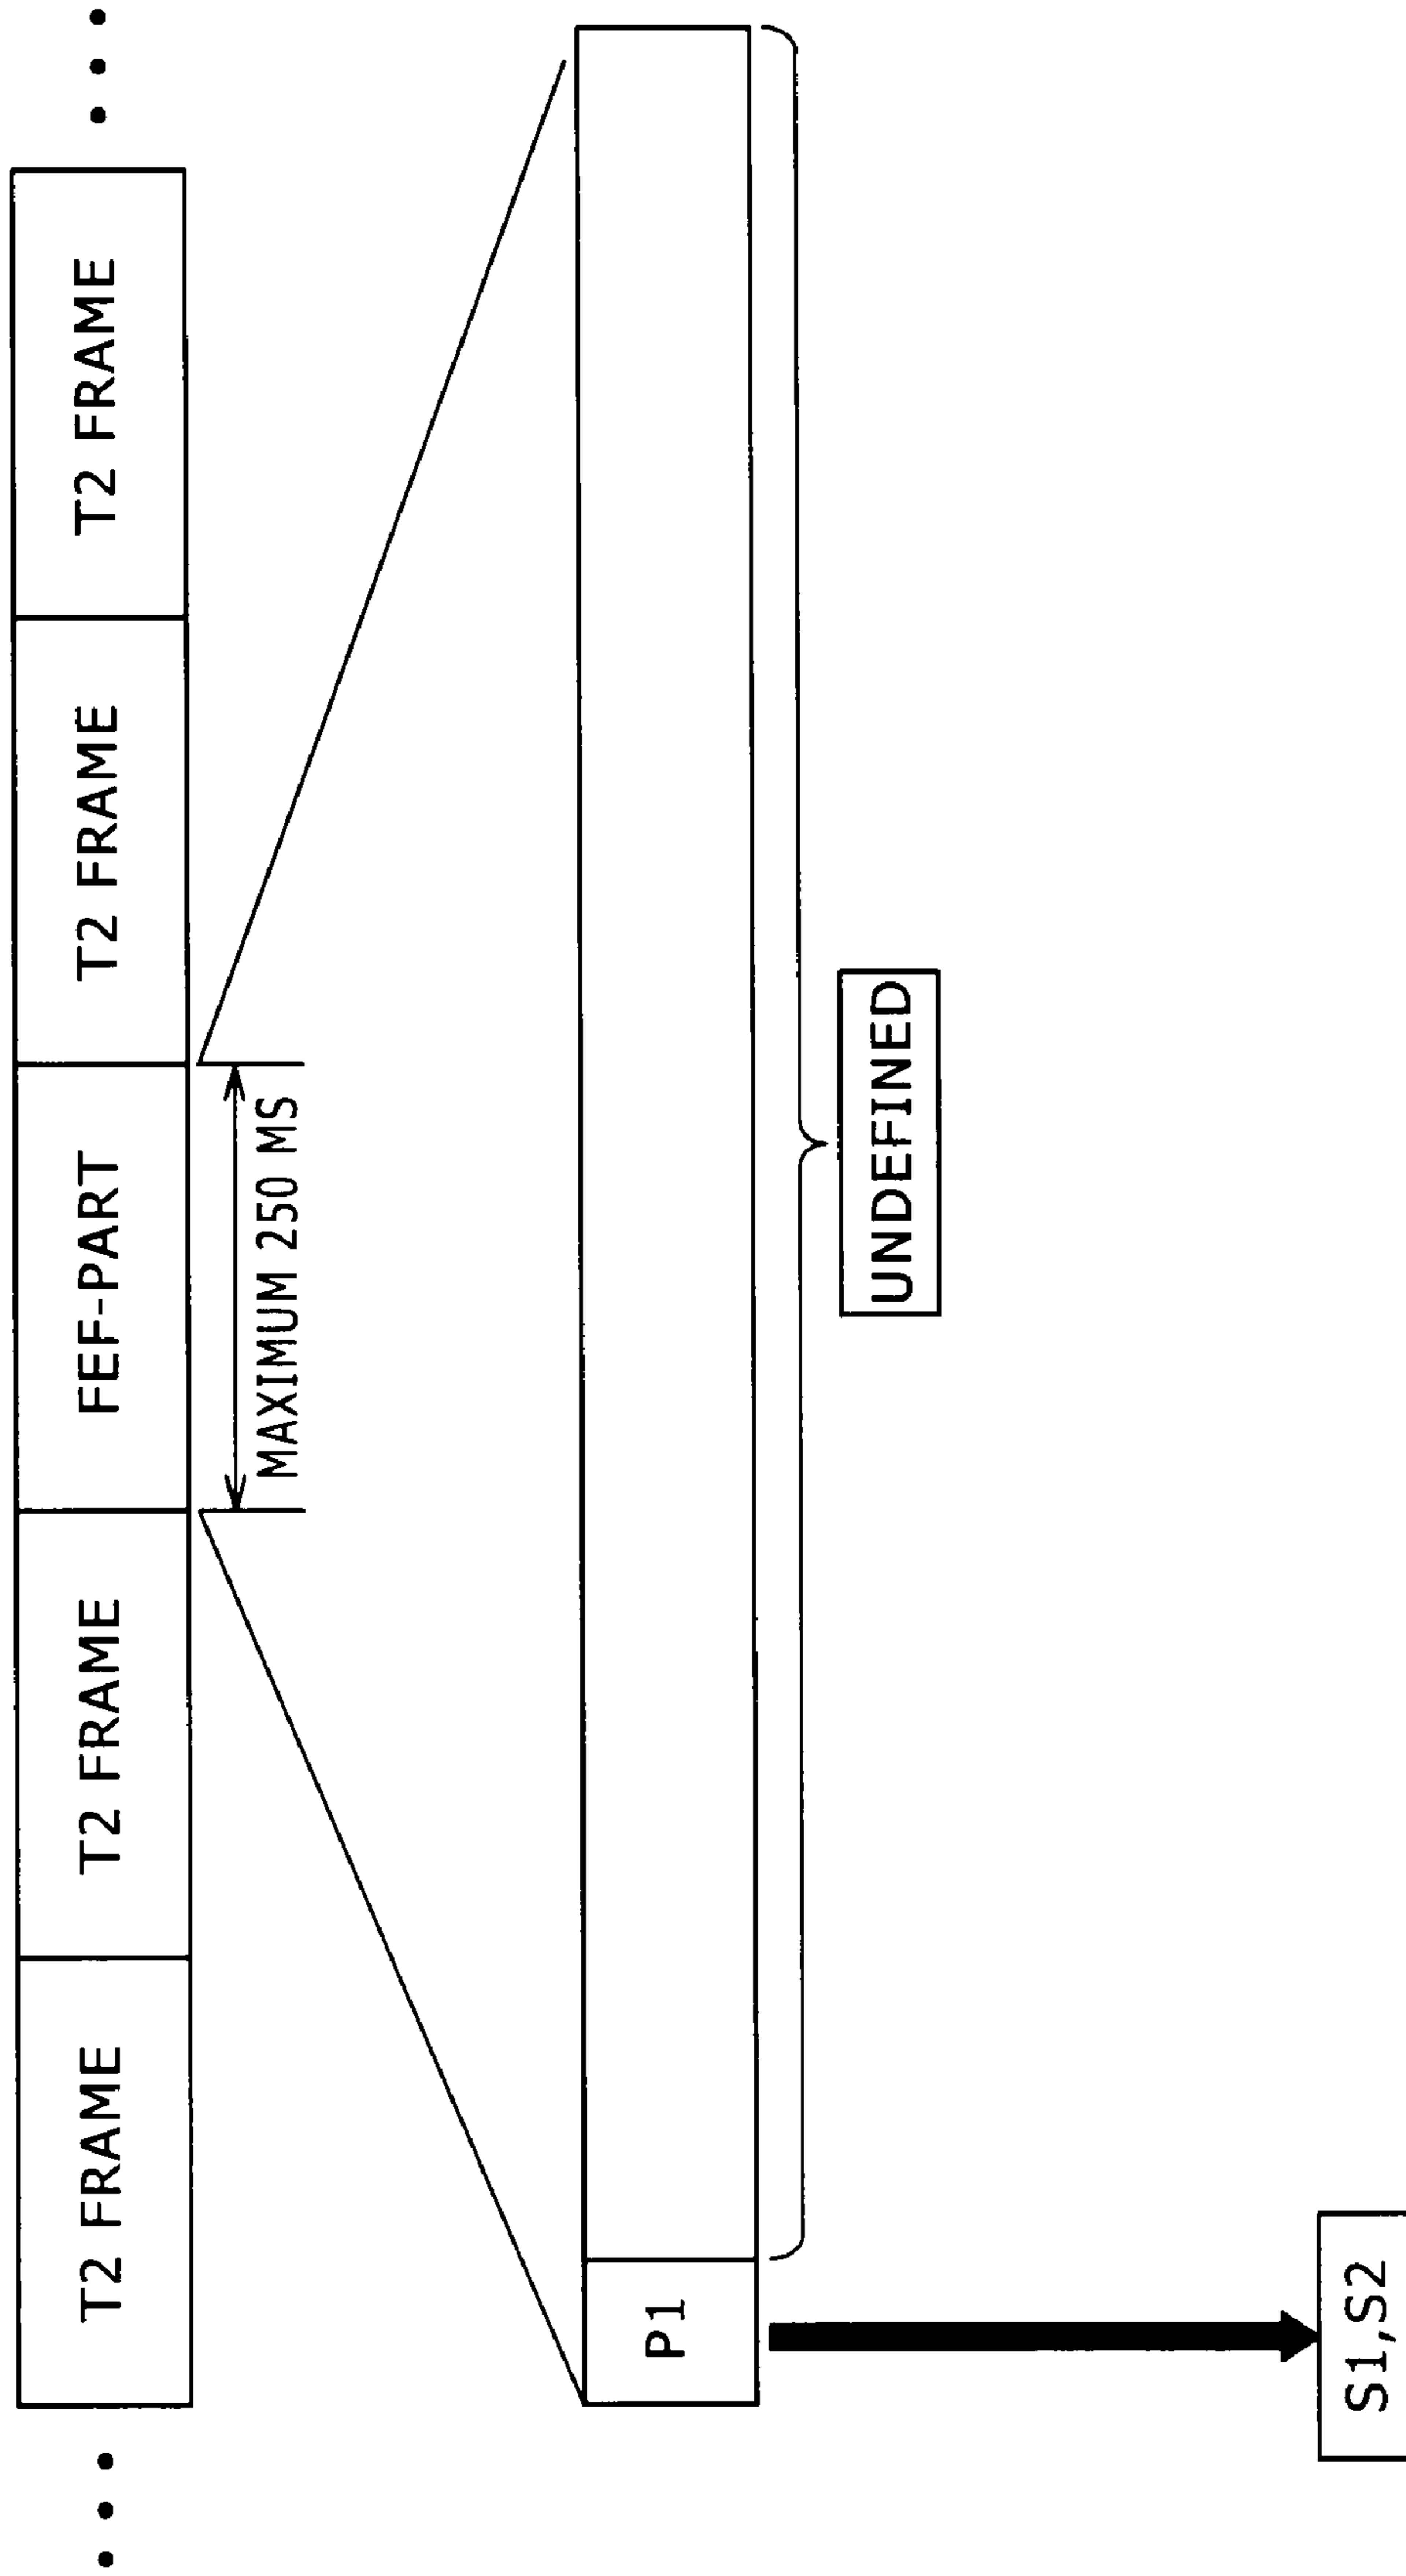 T2 FRAME
T2 FRAME
FEF-PART
T2 FRAME
T2 FRAME
MAXIMUM 250 MS
P1
UNDEFINED
S1,S2